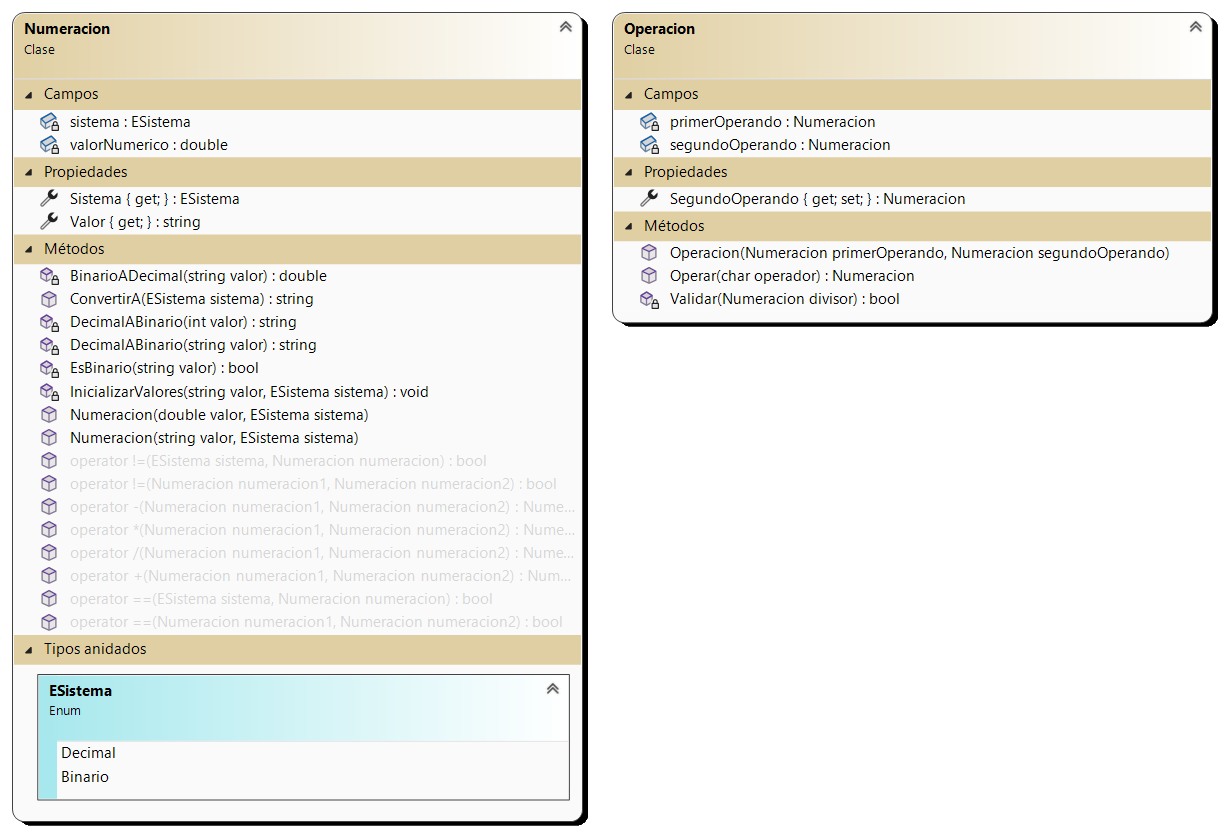 Numeracion
Clase
Campos
sistema : ESistema
valorNumerico : double
Propiedades
Sistema { get; } : ESistema
Valor { get; } : string
Métodos
BinarioADecimal(string valor) : double
ConvertirA(ESistema sistema) : string
DecimalABinario(int valor) : string
DecimalABinario(string valor) : string
EsBinario(string valor) : bool
InicializarValores(string valor, ESistema sistema) : void
Numeracion(double valor, ESistema sistema)
Numeracion(string valor, ESistema sistema)
operator !=(ESistema sistema, Numeracion numeracion) : bool
operator !=(Numeracion numeracion1, Numeracion numeracion2) : bool
operator -(Numeracion numeracion1, Numeracion numeracion2) : Nume...
operator *(Numeracion numeracion1, Numeracion numeracion2) : Nume...
operator /(Numeracion numeracion1, Numeracion numeracion2) : Nume...
operator +(Numeracion numeracion1, Numeracion numeracion2) : Num...
operator ==(ESistema sistema, Numeracion numeracion) : bool
operator ==(Numeracion numeracion1, Numeracion numeracion2) : bool
Tipos anidados
ESistema
Enum
Decimal
Binario
Operacion
Clase
Campos
primerOperando : Numeracion
segundoOperando : Numeracion
Propiedades
SegundoOperando { get; set; } : Numeracion
Métodos
Operacion(Numeracion primerOperando, Numeracion segundoOperando)
Operar(char operador) : Numeracion
Validar(Numeracion divisor) : bool